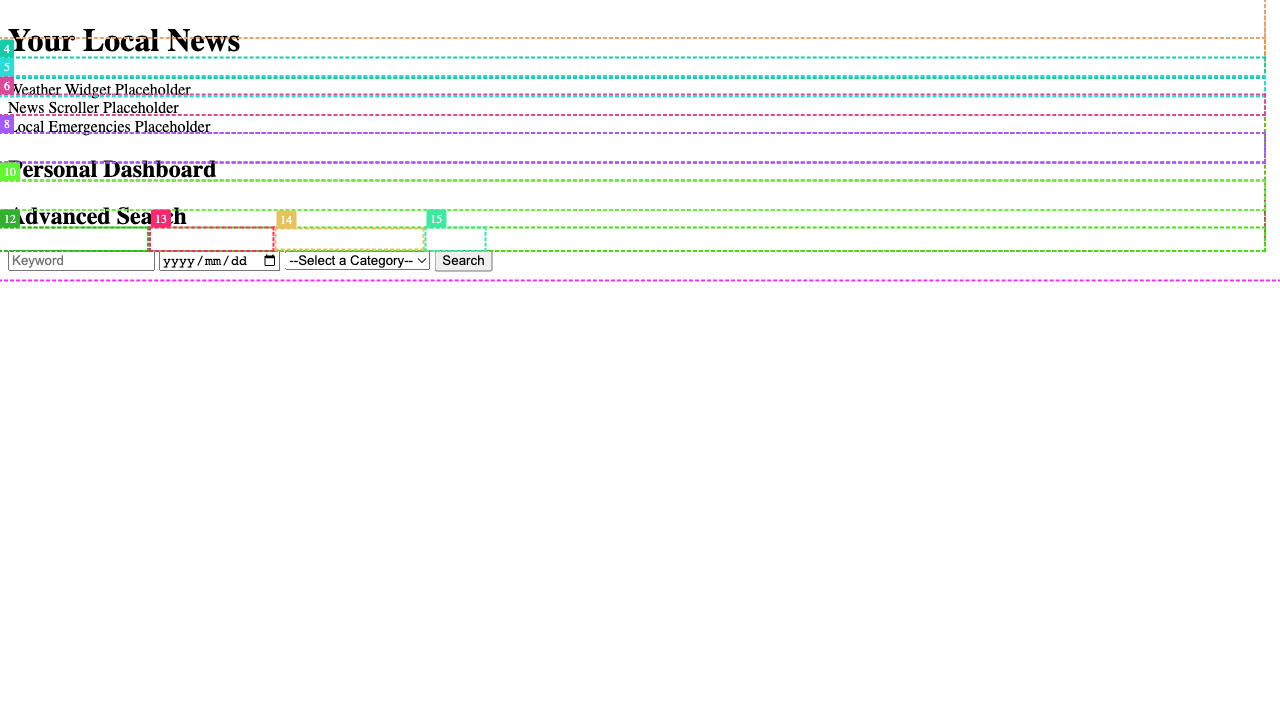 Your Local News
4
5
6 Weather Widget Placeholder
News Scroller Placeholder
8 Local Emergencies Placeholder
Personal Dashboard
10
Advanced Search
12 13 14 15
Keyword yyyy/mm/dd --Select a Category-- Search